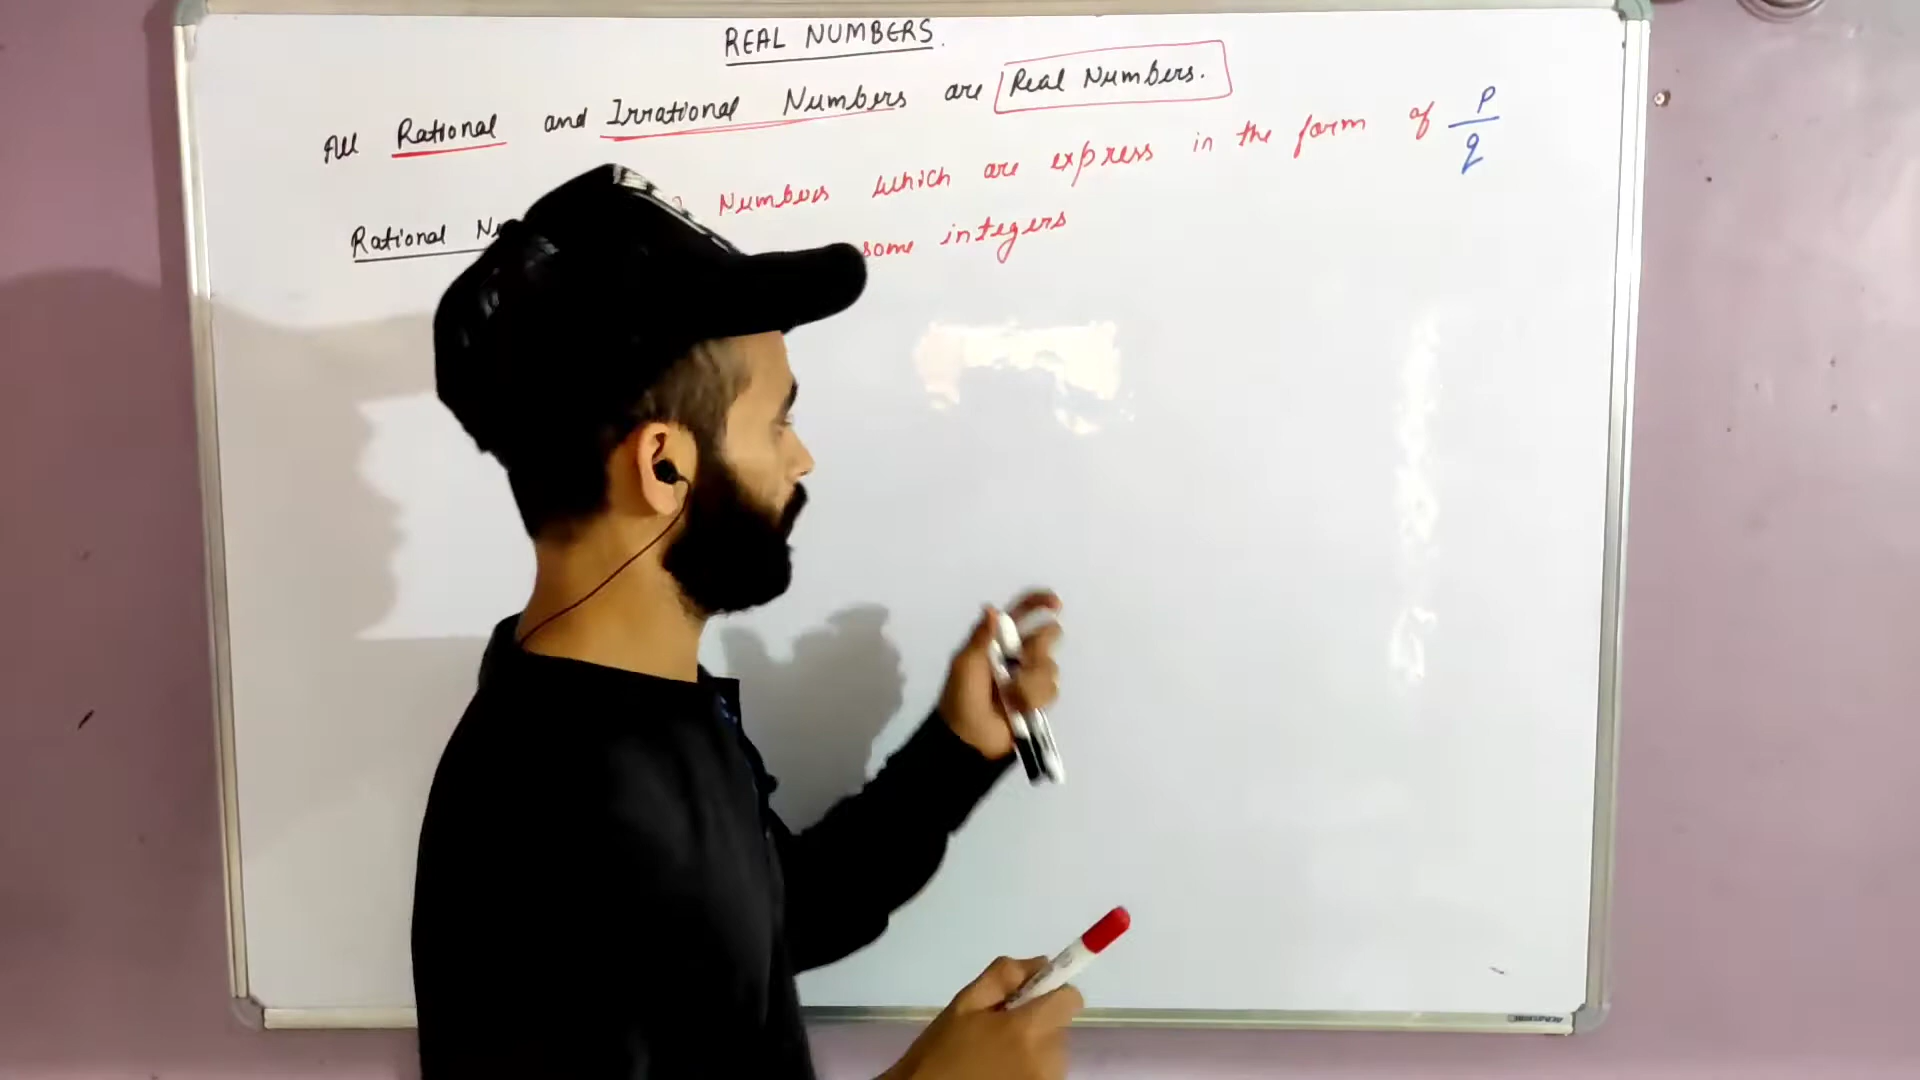 REAL NUMBERS.
All Rational and Irrational Numbers are Real Numbers.
Rational Numbers which are express in the form of p/q
some integers